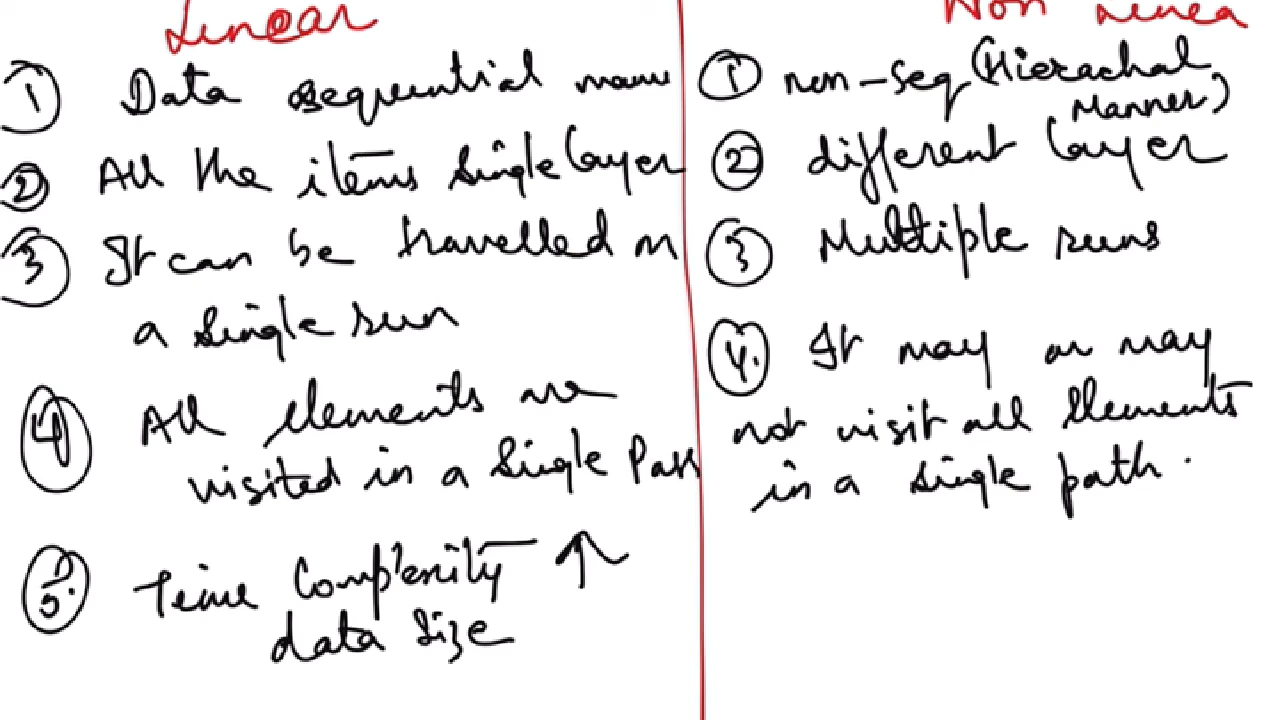 Linear
① Data sequential
② All the items Single layer
③ It can be travelled in
a single run
④ All elements are
visited in a Single Path
5. Time Complexity ↑
data size
Non Linea
① non-seq (Hierachal
Manner)
② different layer
③ Multiple runs
4. It may or may
not visit all elements
in a single path.